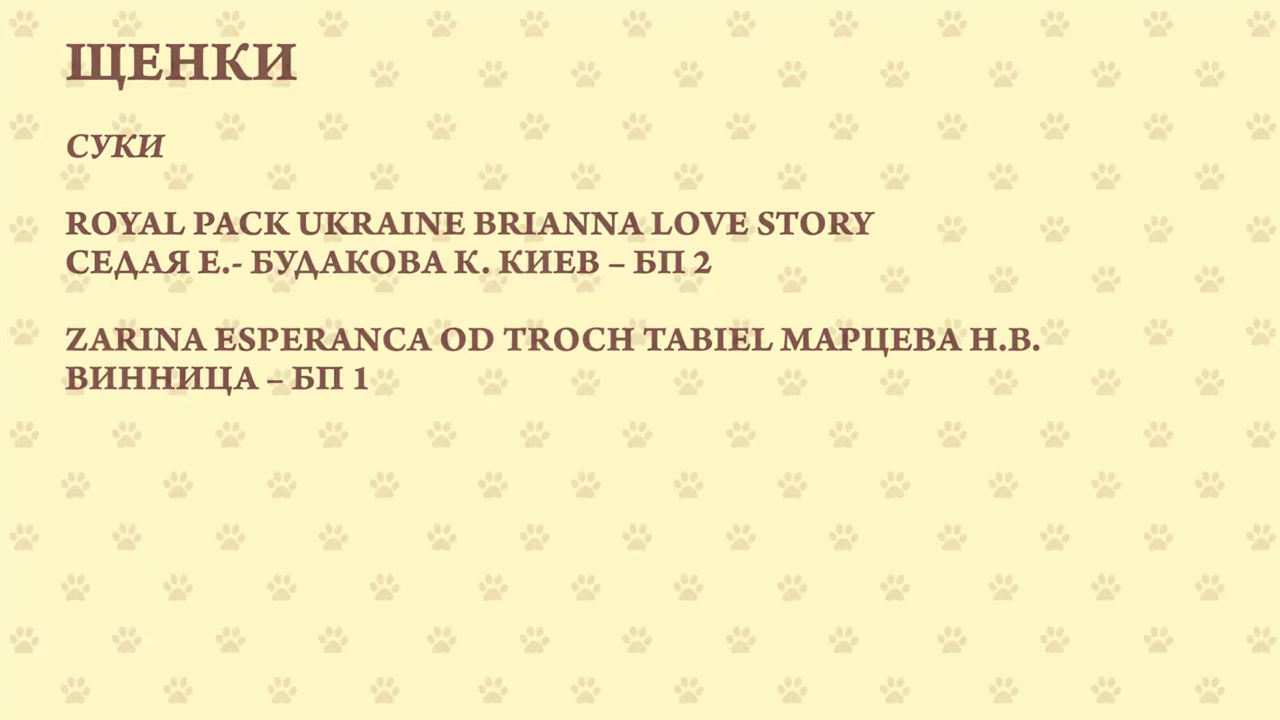 ЩЕНКИ
СУКИ
ROYAL PACK UKRAINE BRIANNA LOVE STORY
СЕДАЯ Е.- БУДАКОВА К. КИЕВ – БП 2
ZARINA ESPERANCA OD TROCH TABIEL МАРЦЕВА Н.В.
ВИННИЦА – БП 1